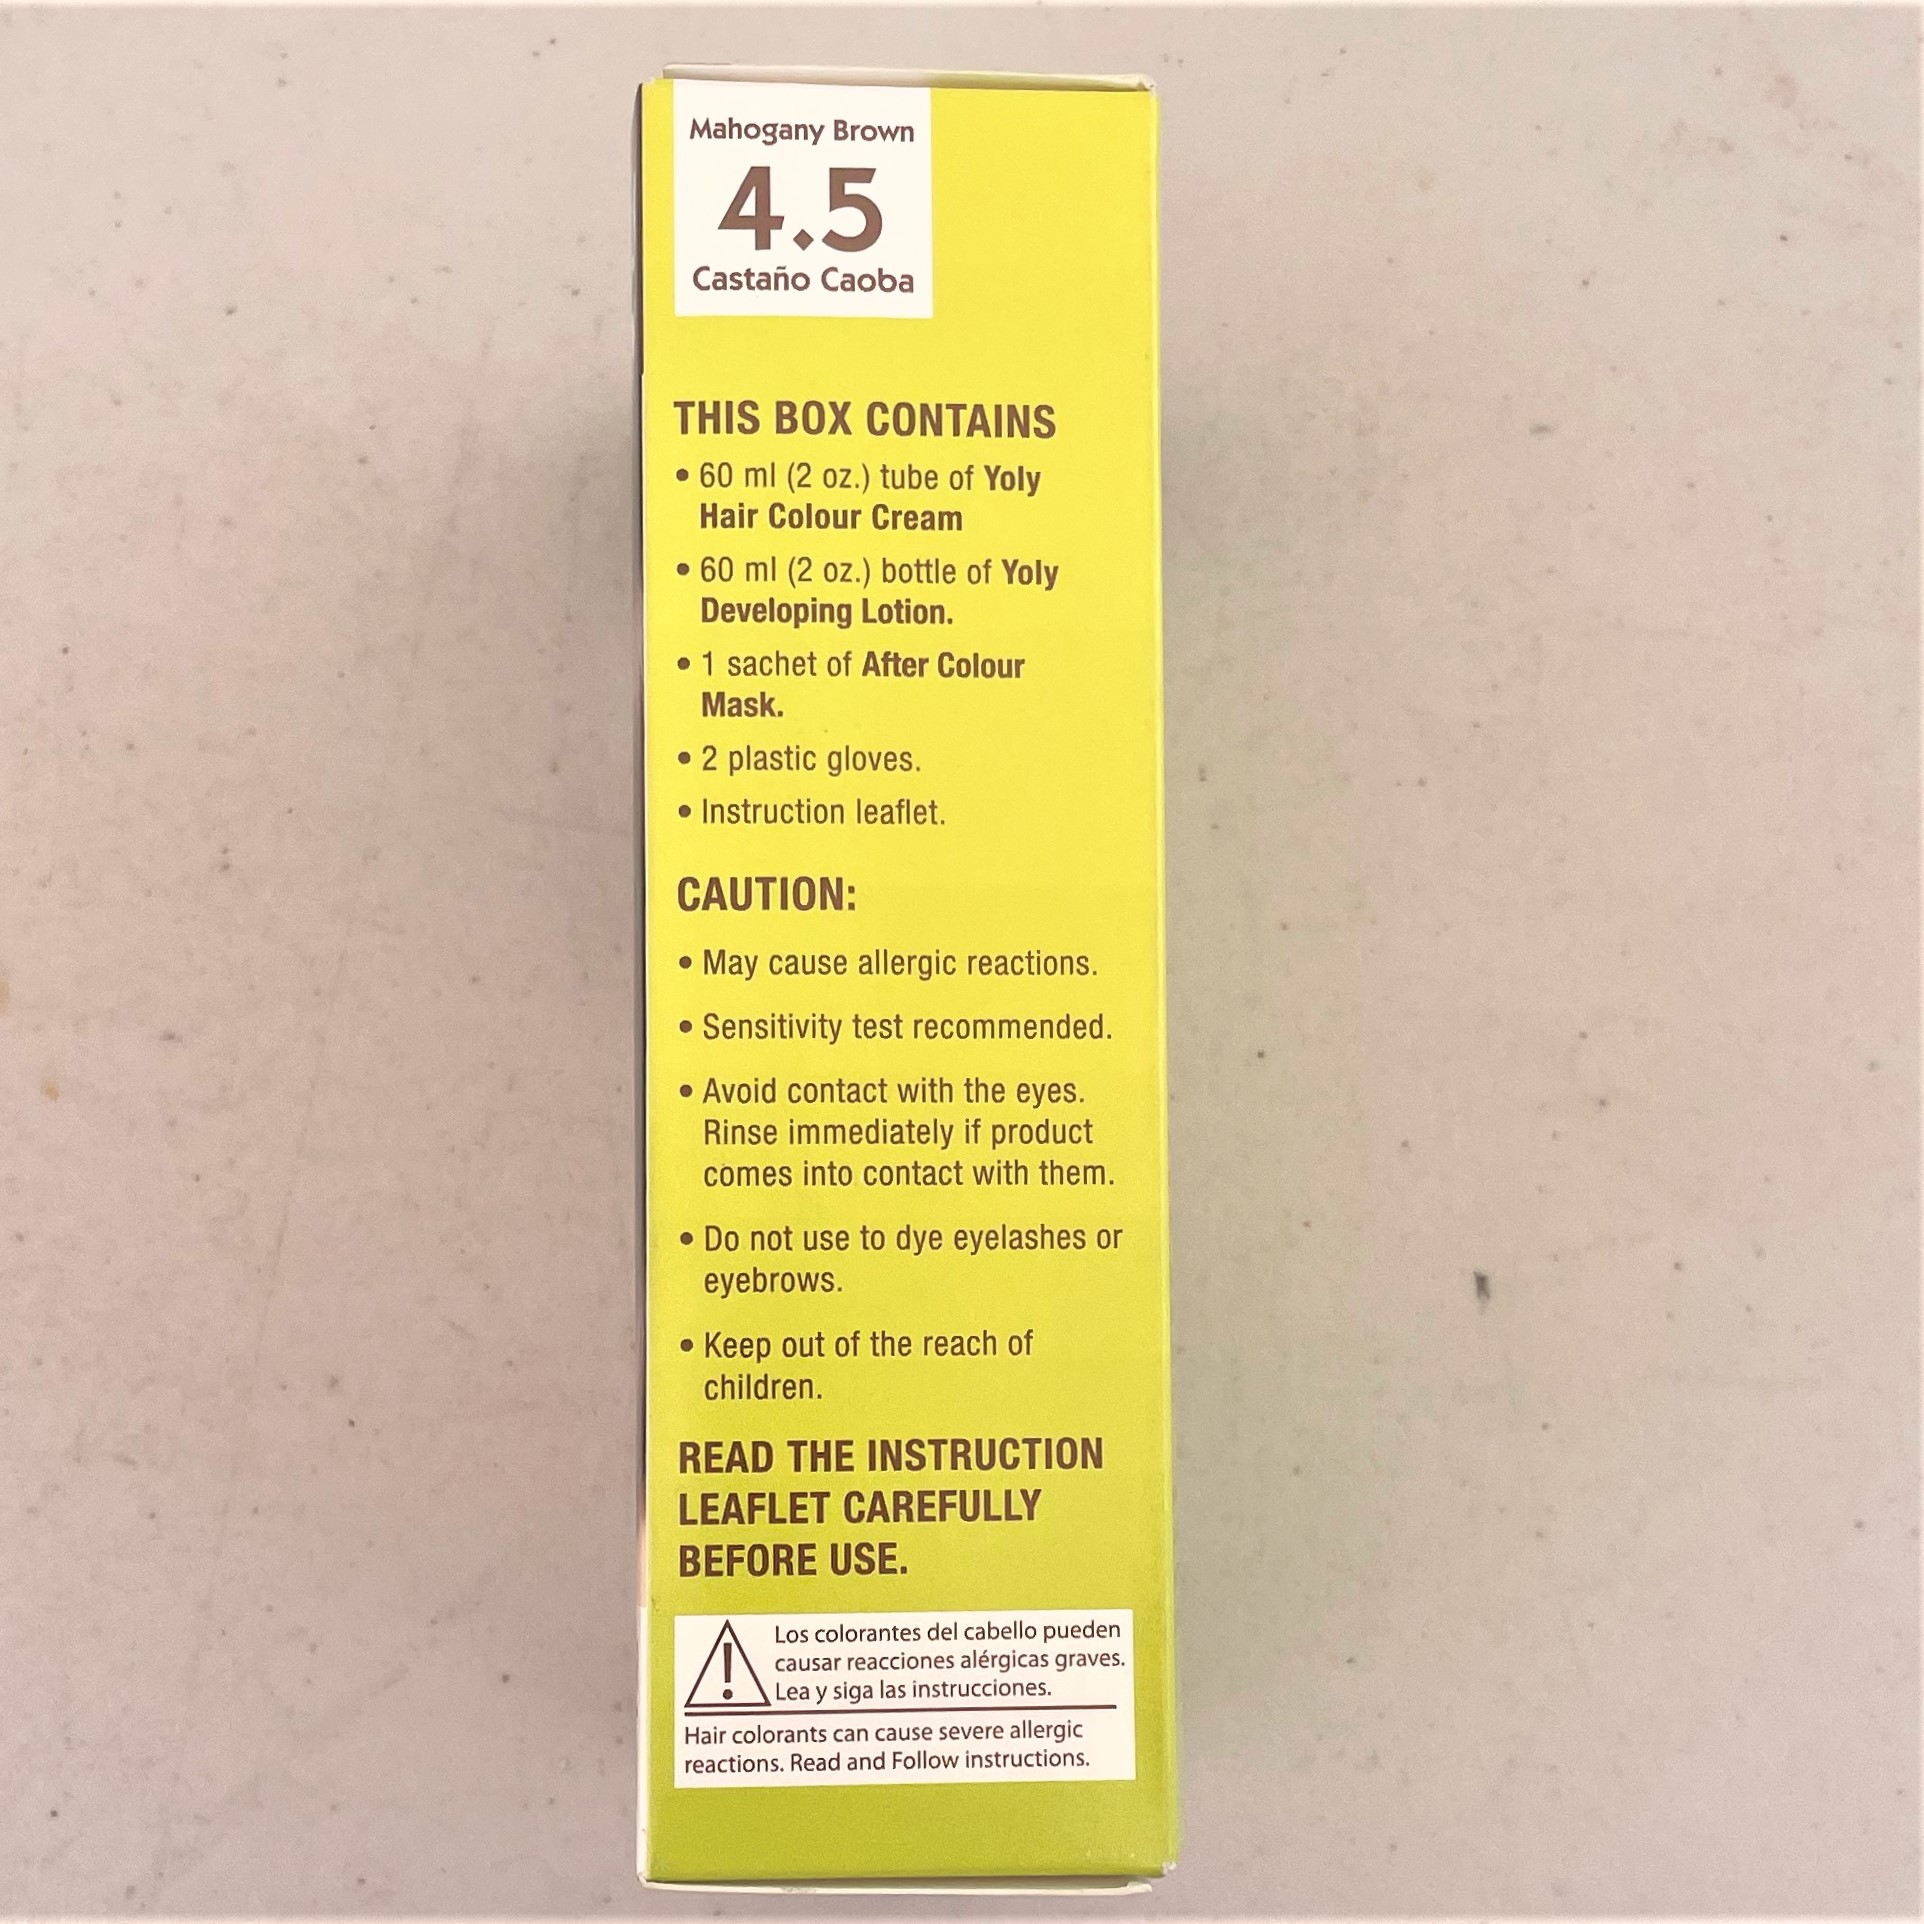 Mahogany Brown
4.5
Castaño Caoba
THIS BOX CONTAINS
• 60 ml (2 oz.) tube of Yoly
Hair Colour Cream
• 60 ml (2 oz.) bottle of Yoly
Developing Lotion.
• 1 sachet of After Colour
Mask.
• 2 plastic gloves.
• Instruction leaflet.
CAUTION:
• May cause allergic reactions.
• Sensitivity test recommended.
• Avoid contact with the eyes.
Rinse immediately if product
comes into contact with them.
• Do not use to dye eyelashes or
eyebrows.
• Keep out of the reach of
children.
READ THE INSTRUCTION
LEAFLET CAREFULLY
BEFORE USE.
Los colorantes del cabello pueden
causar reacciones alérgicas graves.
Lea y siga las instrucciones.
Hair colorants can cause severe allergic
reactions. Read and Follow instructions.